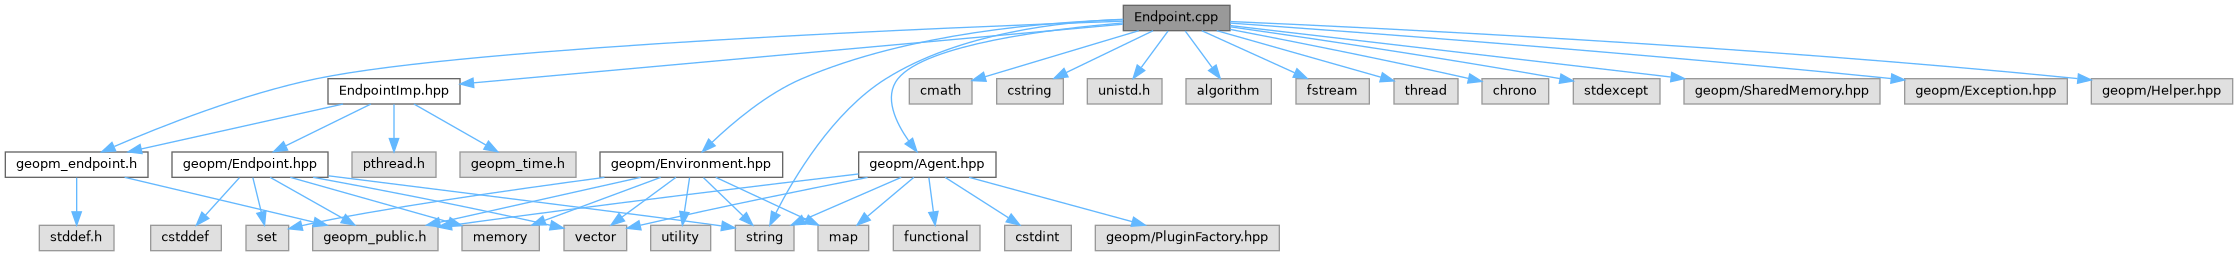 Endpoint.cpp
EndpointImp.hpp
cmath
cstring
unistd.h
algorithm
fstream
thread
chrono
stdexcept
geopm/SharedMemory.hpp
geopm/Exception.hpp
geopm/Helper.hpp
geopm_endpoint.h
geopm/Endpoint.hpp
pthread.h
geopm_time.h
geopm/Environment.hpp
geopm/Agent.hpp
stddef.h
cstddef
set
geopm_public.h
memory
vector
utility
string
map
functional
cstdint
geopm/PluginFactory.hpp